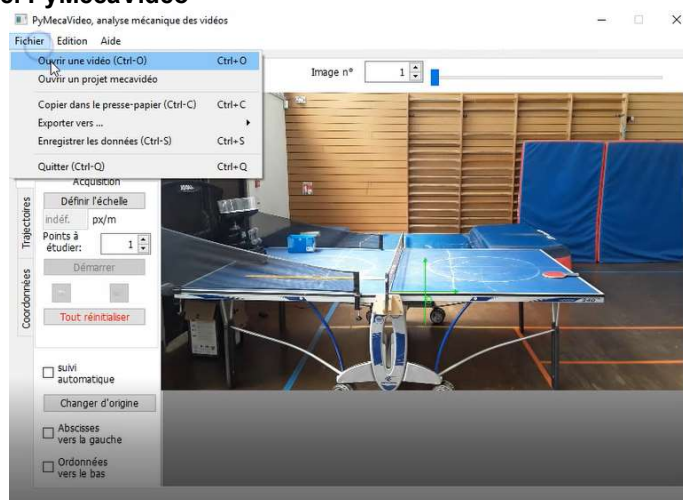 PyMecaVideo, analyse mécanique des vidéos
Fichier Edition Aide
Ouvrir une vidéo (Ctrl-O) Ctrl+O
Ouvrir un projet mecavidéo
Copier dans le presse-papier (Ctrl-C) Ctrl+C
Exporter vers ...
Enregistrer les données (Ctrl-S) Ctrl+S
Quitter (Ctrl-Q) Ctrl+Q
Image n° 1
Acquisition
Définir l'échelle
indéf. px/m
Points à
étudier: 1
Démarrer
Tout réinitialiser
suivi
automatique
Changer d'origine
Abscisses
vers la gauche
Ordonnées
vers le bas
Trajectoires
Coordonnées